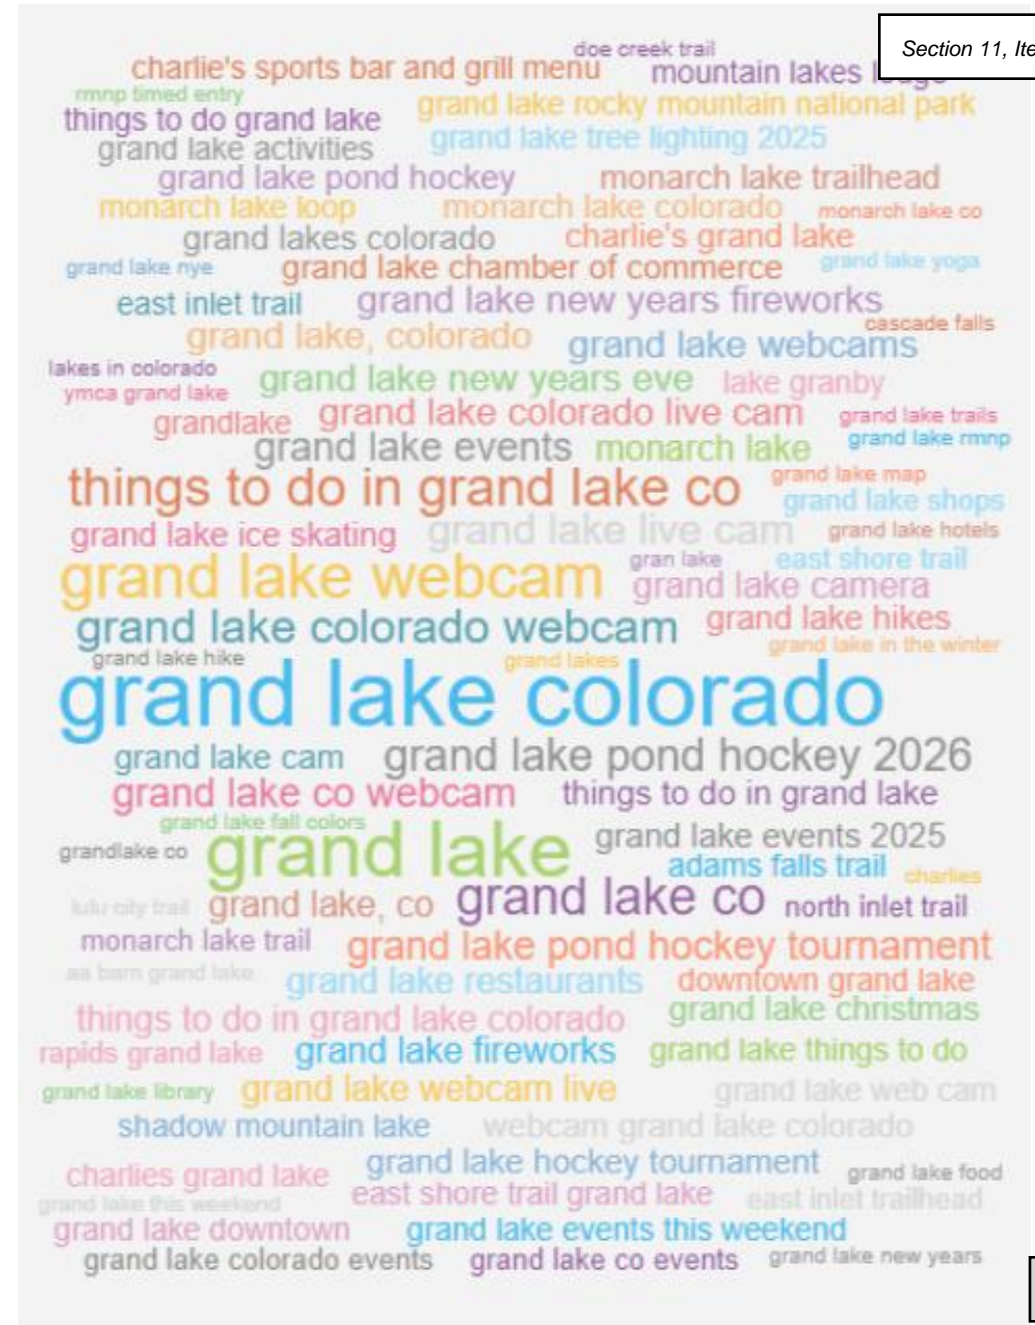 doe creek trail
Section 11, Ite
charlie's sports bar and grill menu mountain lakes lodge
rmnp timed entry grand lake rocky mountain national park
things to do grand lake
grand lake activities grand lake tree lighting 2025
grand lake pond hockey monarch lake trailhead
monarch lake loop monarch lake colorado monarch lake co
grand lakes colorado charlie's grand lake
grand lake nye grand lake chamber of commerce grand lake yoga
east inlet trail grand lake new years fireworks
cascade falls
grand lake, colorado grand lake webcams
lakes in colorado
ymca grand lake grand lake new years eve lake granby
grandlake grand lake colorado live cam grand lake trails
grand lake events monarch lake grand lake rmnp
things to do in grand lake co grand lake map
grand lake shops
grand lake ice skating grand lake live cam grand lake hotels
grand lake webcam gran lake east shore trail
grand lake camera
grand lake colorado webcam grand lake hikes
grand lake in the winter
grand lake hike grand lakes
grand lake colorado
grand lake cam grand lake pond hockey 2026
grand lake co webcam things to do in grand lake
grand lake fall colors
grandlake co grand lake grand lake events 2025
adams falls trail charlies
lulu city trail grand lake, co grand lake co north inlet trail
monarch lake trail grand lake pond hockey tournament
aa barn grand lake grand lake restaurants downtown grand lake
things to do in grand lake colorado grand lake christmas
rapids grand lake grand lake fireworks grand lake things to do
grand lake library grand lake webcam live grand lake web cam
shadow mountain lake webcam grand lake colorado
charlies grand lake grand lake hockey tournament grand lake food
grand lake this weekend east shore trail grand lake east inlet trailhead
grand lake downtown grand lake events this weekend
grand lake colorado events grand lake co events grand lake new years